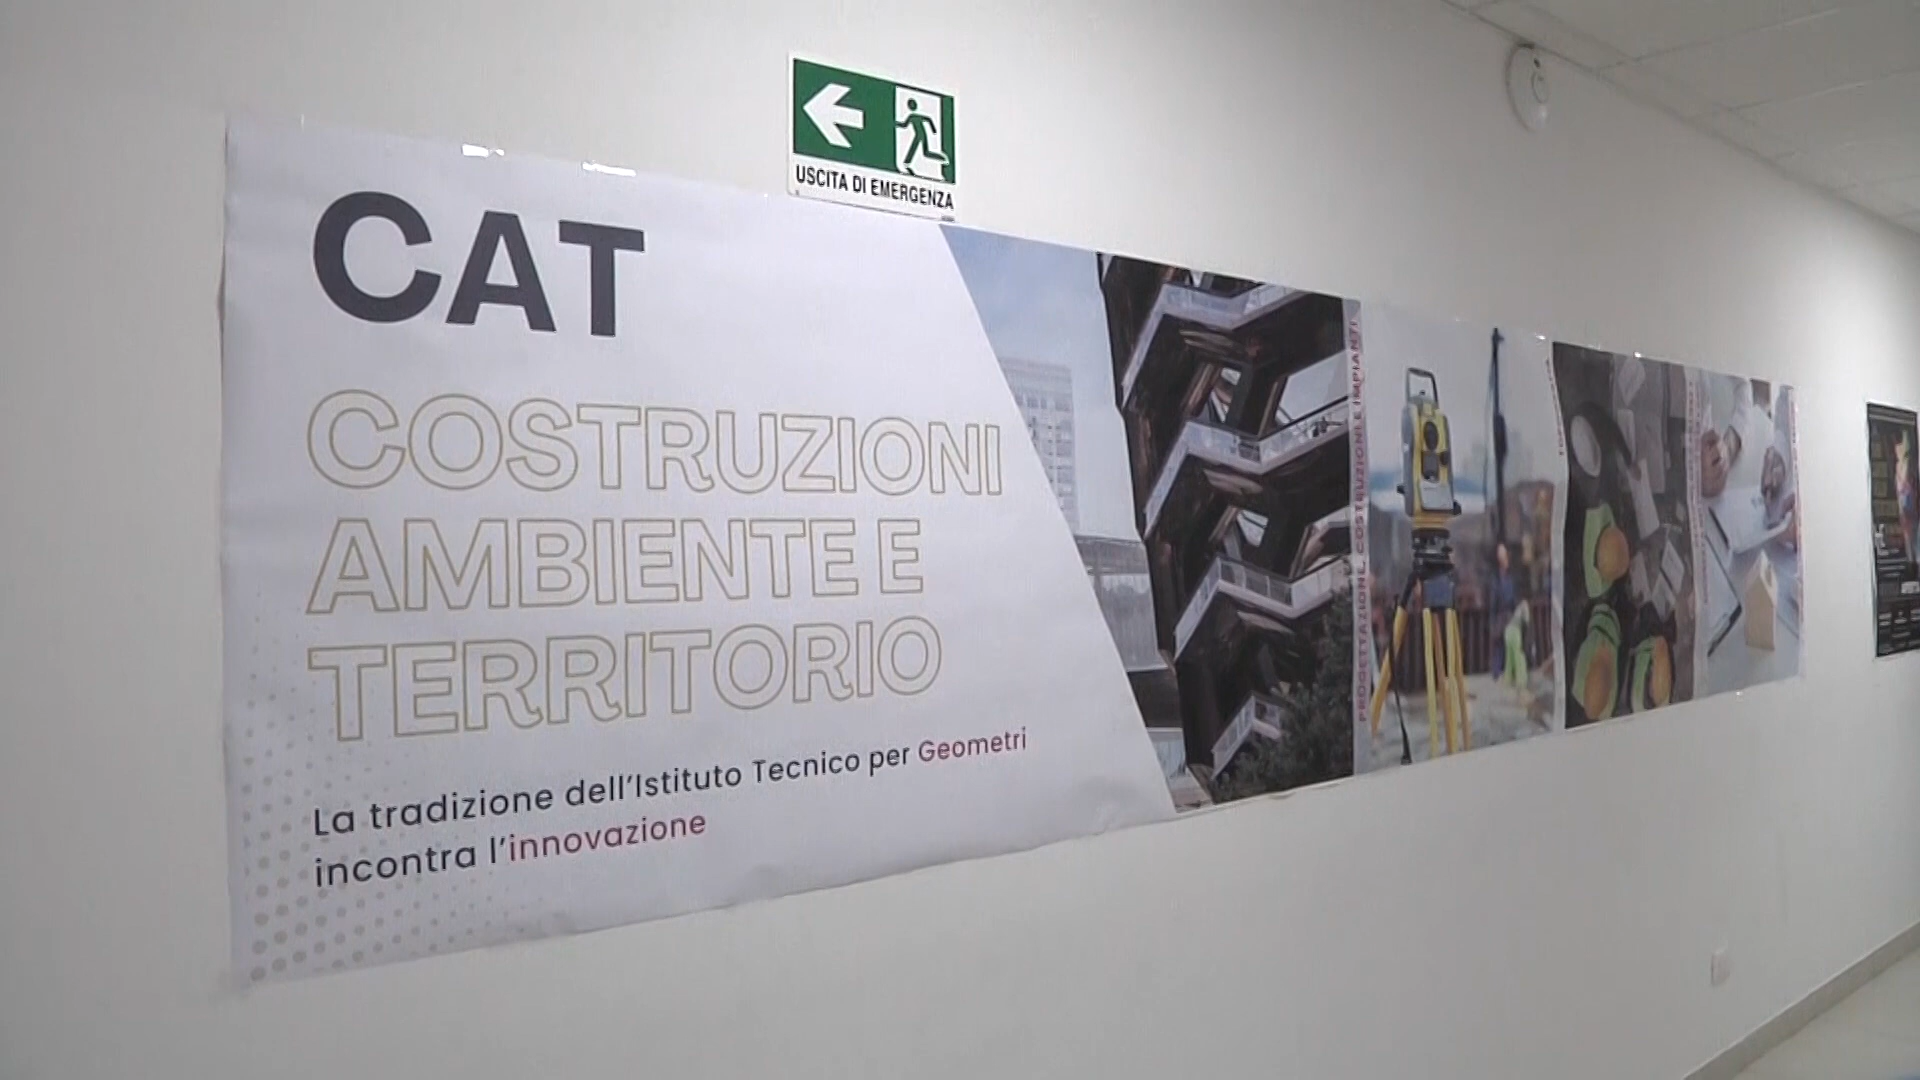 USCITA DI EMERGENZA
CAT
COSTRUZIONI
AMBIENTE E
TERRITORIO
La tradizione dell'Istituto Tecnico per Geometri
incontra l'innovazione
PROGETTAZIONE, COSTRUZIONI E IMPIANTI